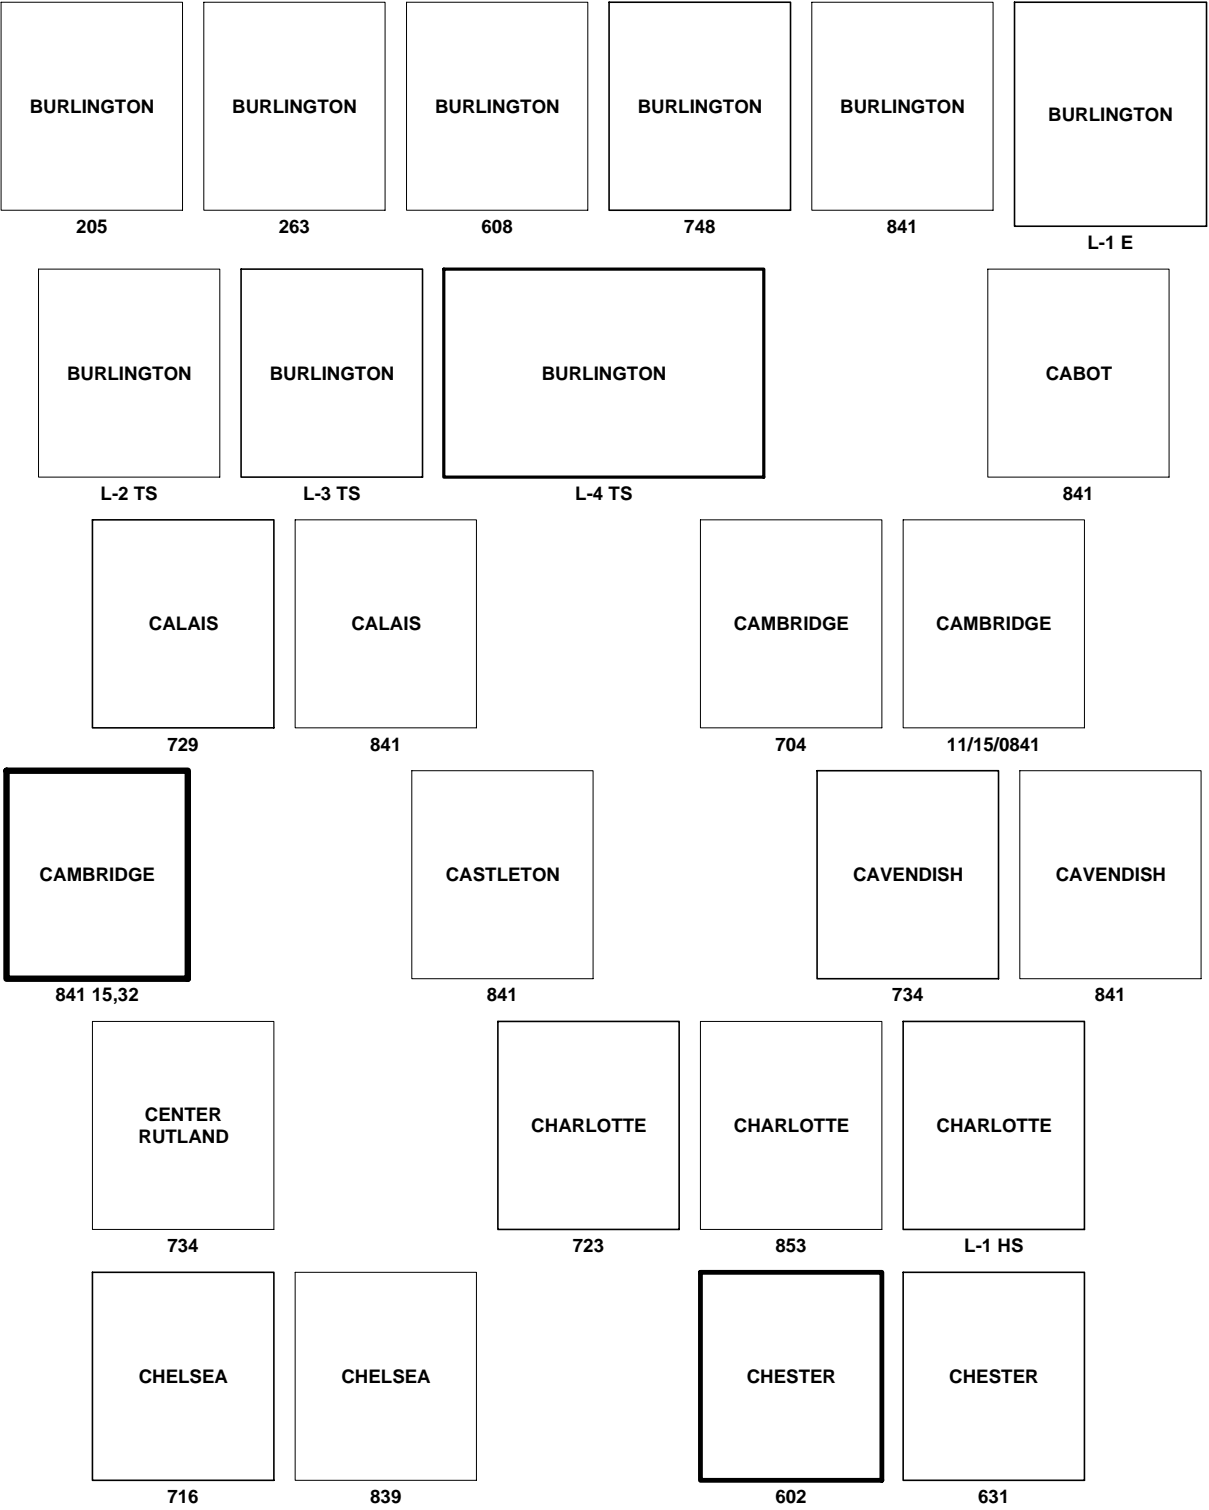 BURLINGTON BURLINGTON BURLINGTON BURLINGTON BURLINGTON BURLINGTON
205 263 608 748 841 L-1 E
BURLINGTON BURLINGTON BURLINGTON CABOT
L-2 TS L-3 TS L-4 TS 841
CALAIS CALAIS CAMBRIDGE CAMBRIDGE
729 841 704 11/15/0841
CAMBRIDGE CASTLETON CAVENDISH CAVENDISH
841 15,32 841 734 841
CENTER
RUTLAND CHARLOTTE CHARLOTTE CHARLOTTE
734 723 853 L-1 HS
CHELSEA CHELSEA CHESTER CHESTER
716 839 602 631